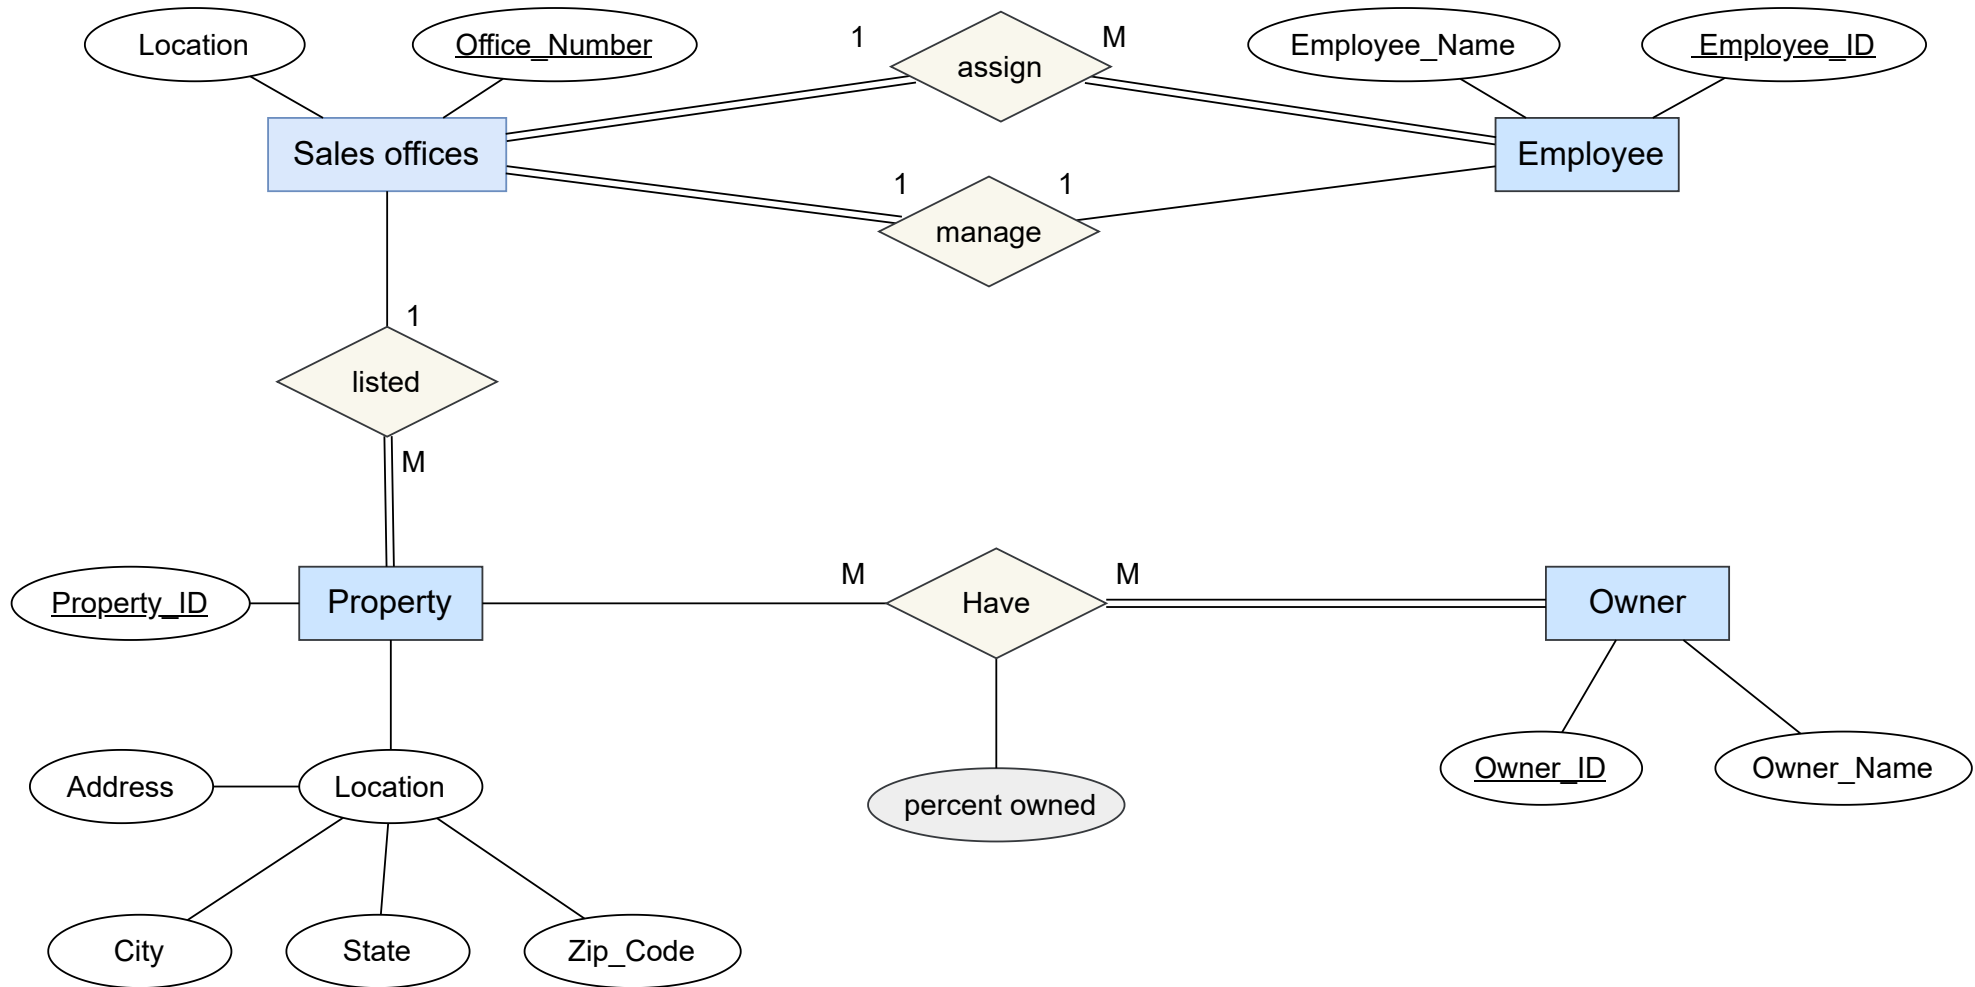 Location
Office_Number
1
M
Employee_Name
Employee_ID
assign
Sales offices
Employee
1
1
manage
1
listed
M
M
M
Property_ID
Property
Have
Owner
Address
Location
percent owned
Owner_ID
Owner_Name
City
State
Zip_Code